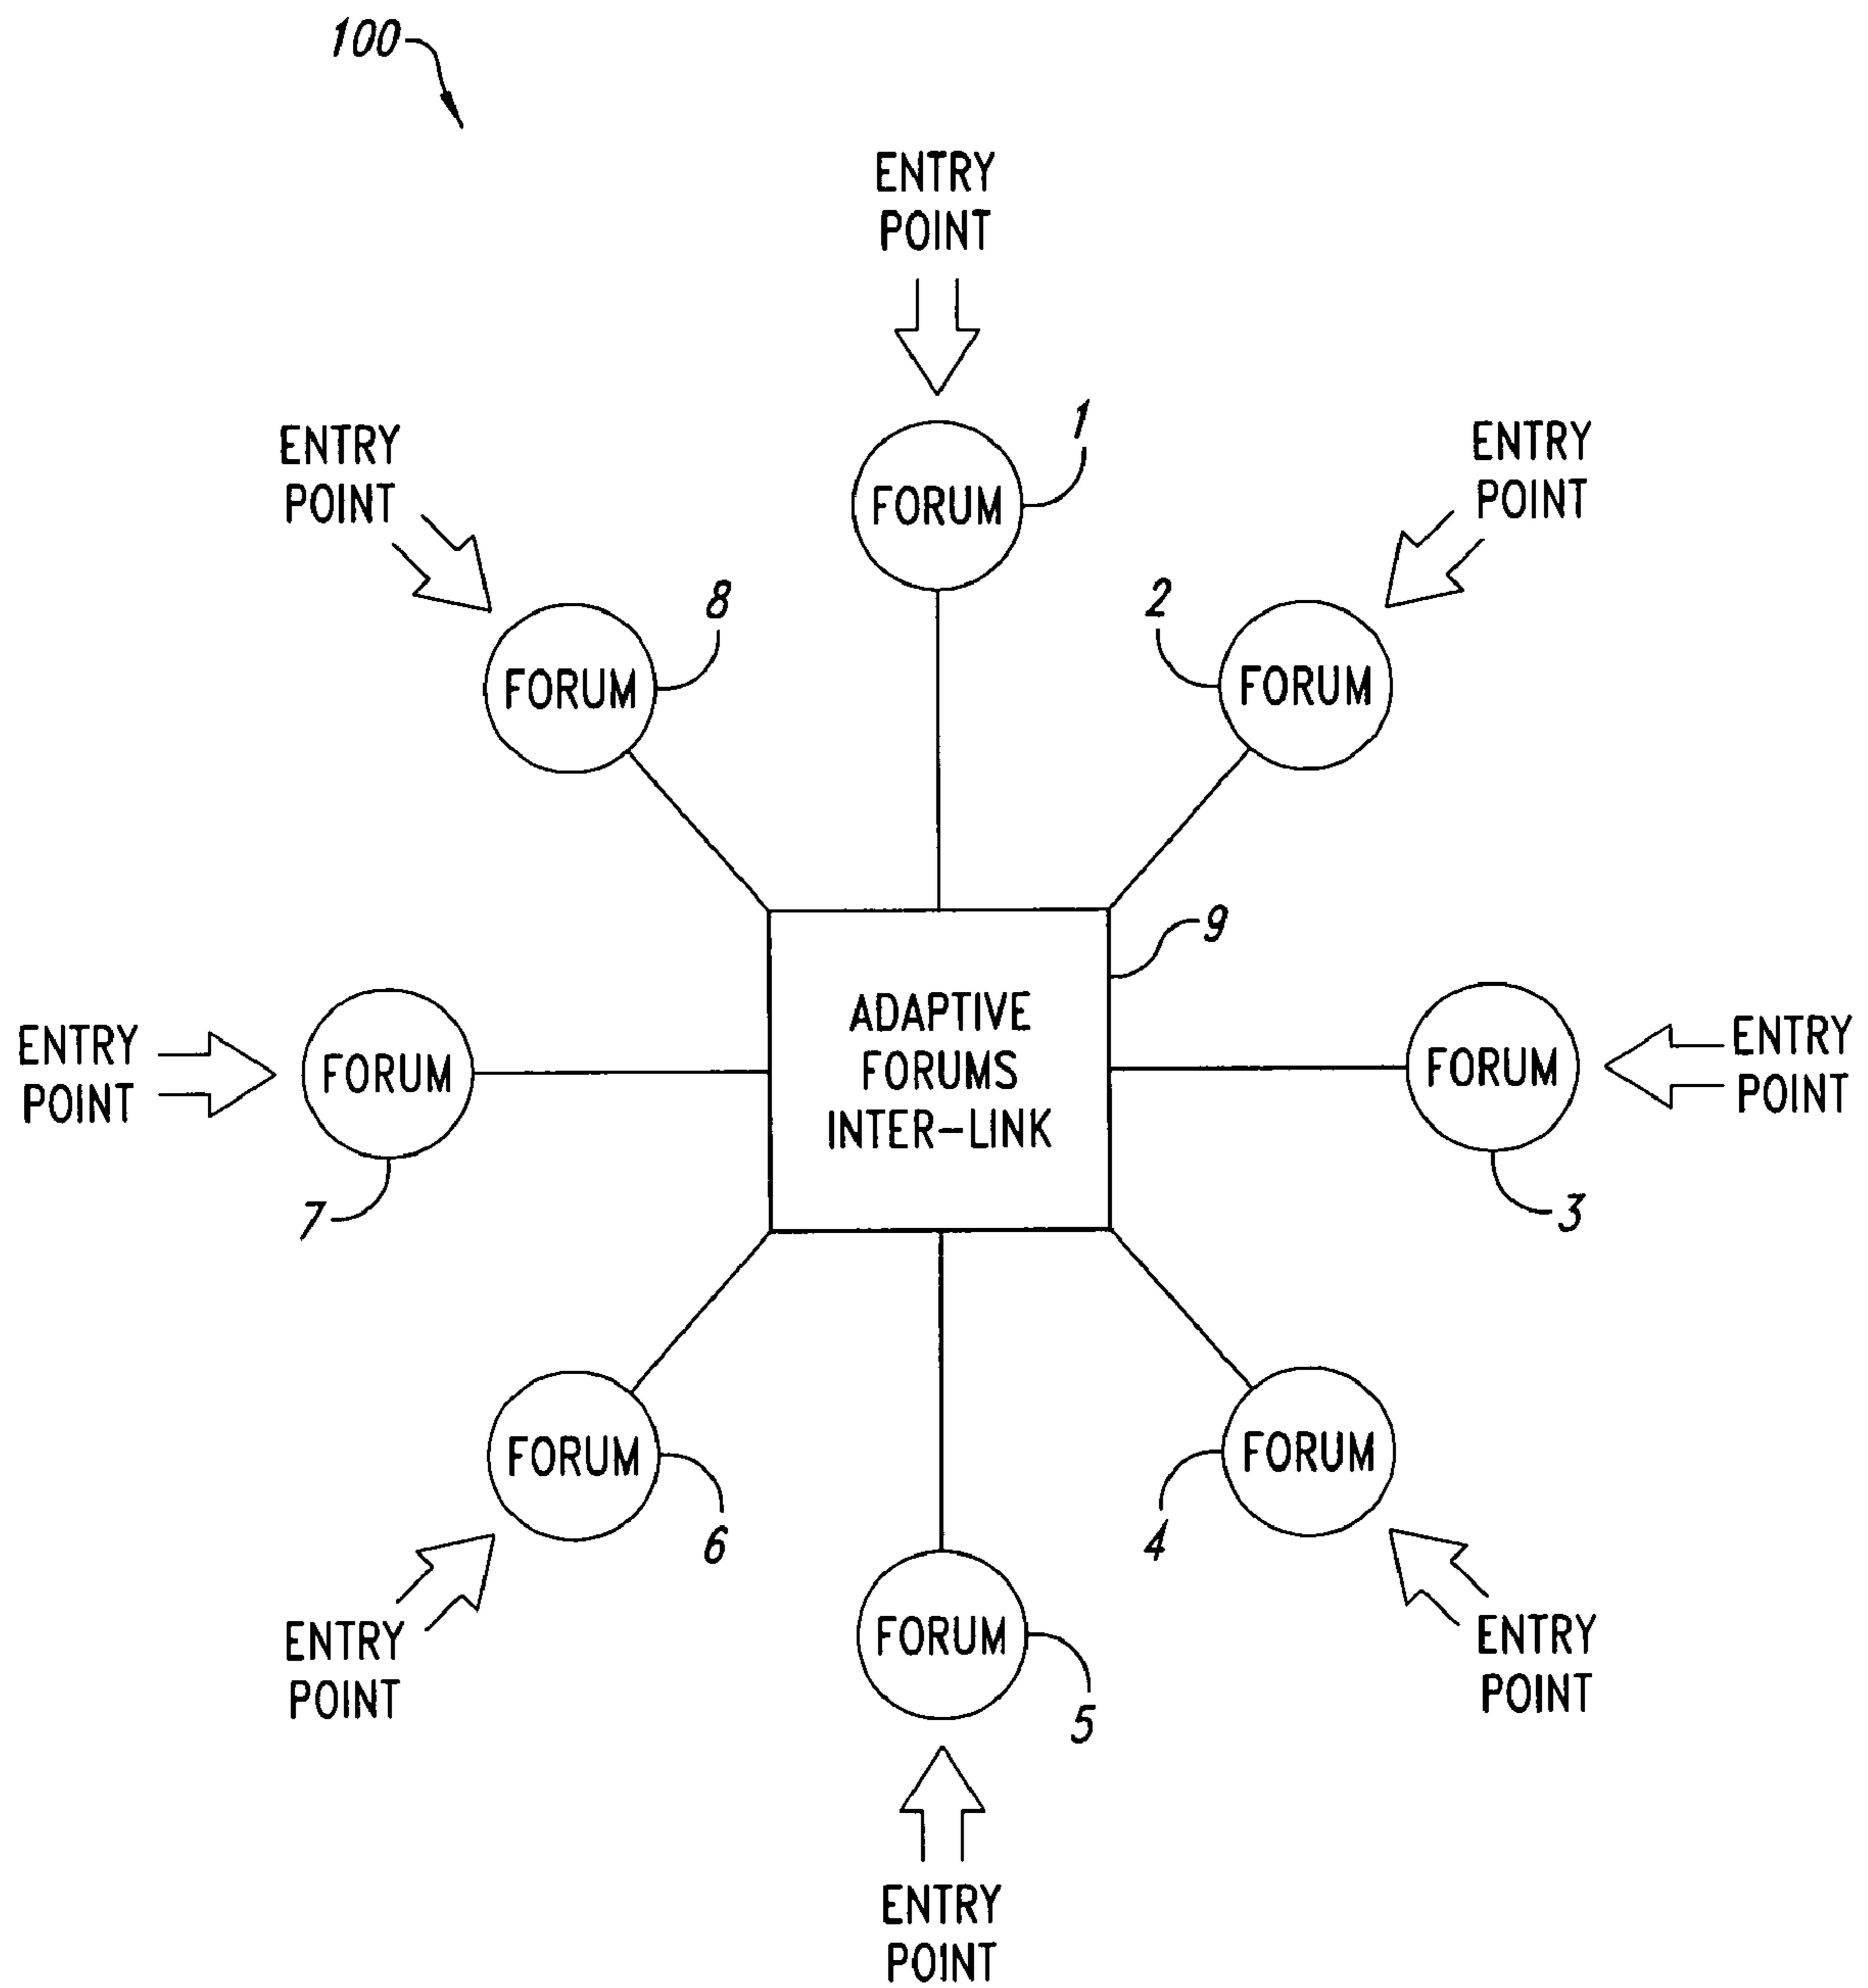 100
ENTRY
POINT
1
FORUM
ENTRY
POINT
ENTRY
POINT
8
2
FORUM
FORUM
9
ADAPTIVE
FORUMS
INTER-LINK
ENTRY
POINT
FORUM
7
FORUM
ENTRY
POINT
3
FORUM
6
ENTRY
POINT
FORUM
4
ENTRY
POINT
FORUM
5
ENTRY
POINT